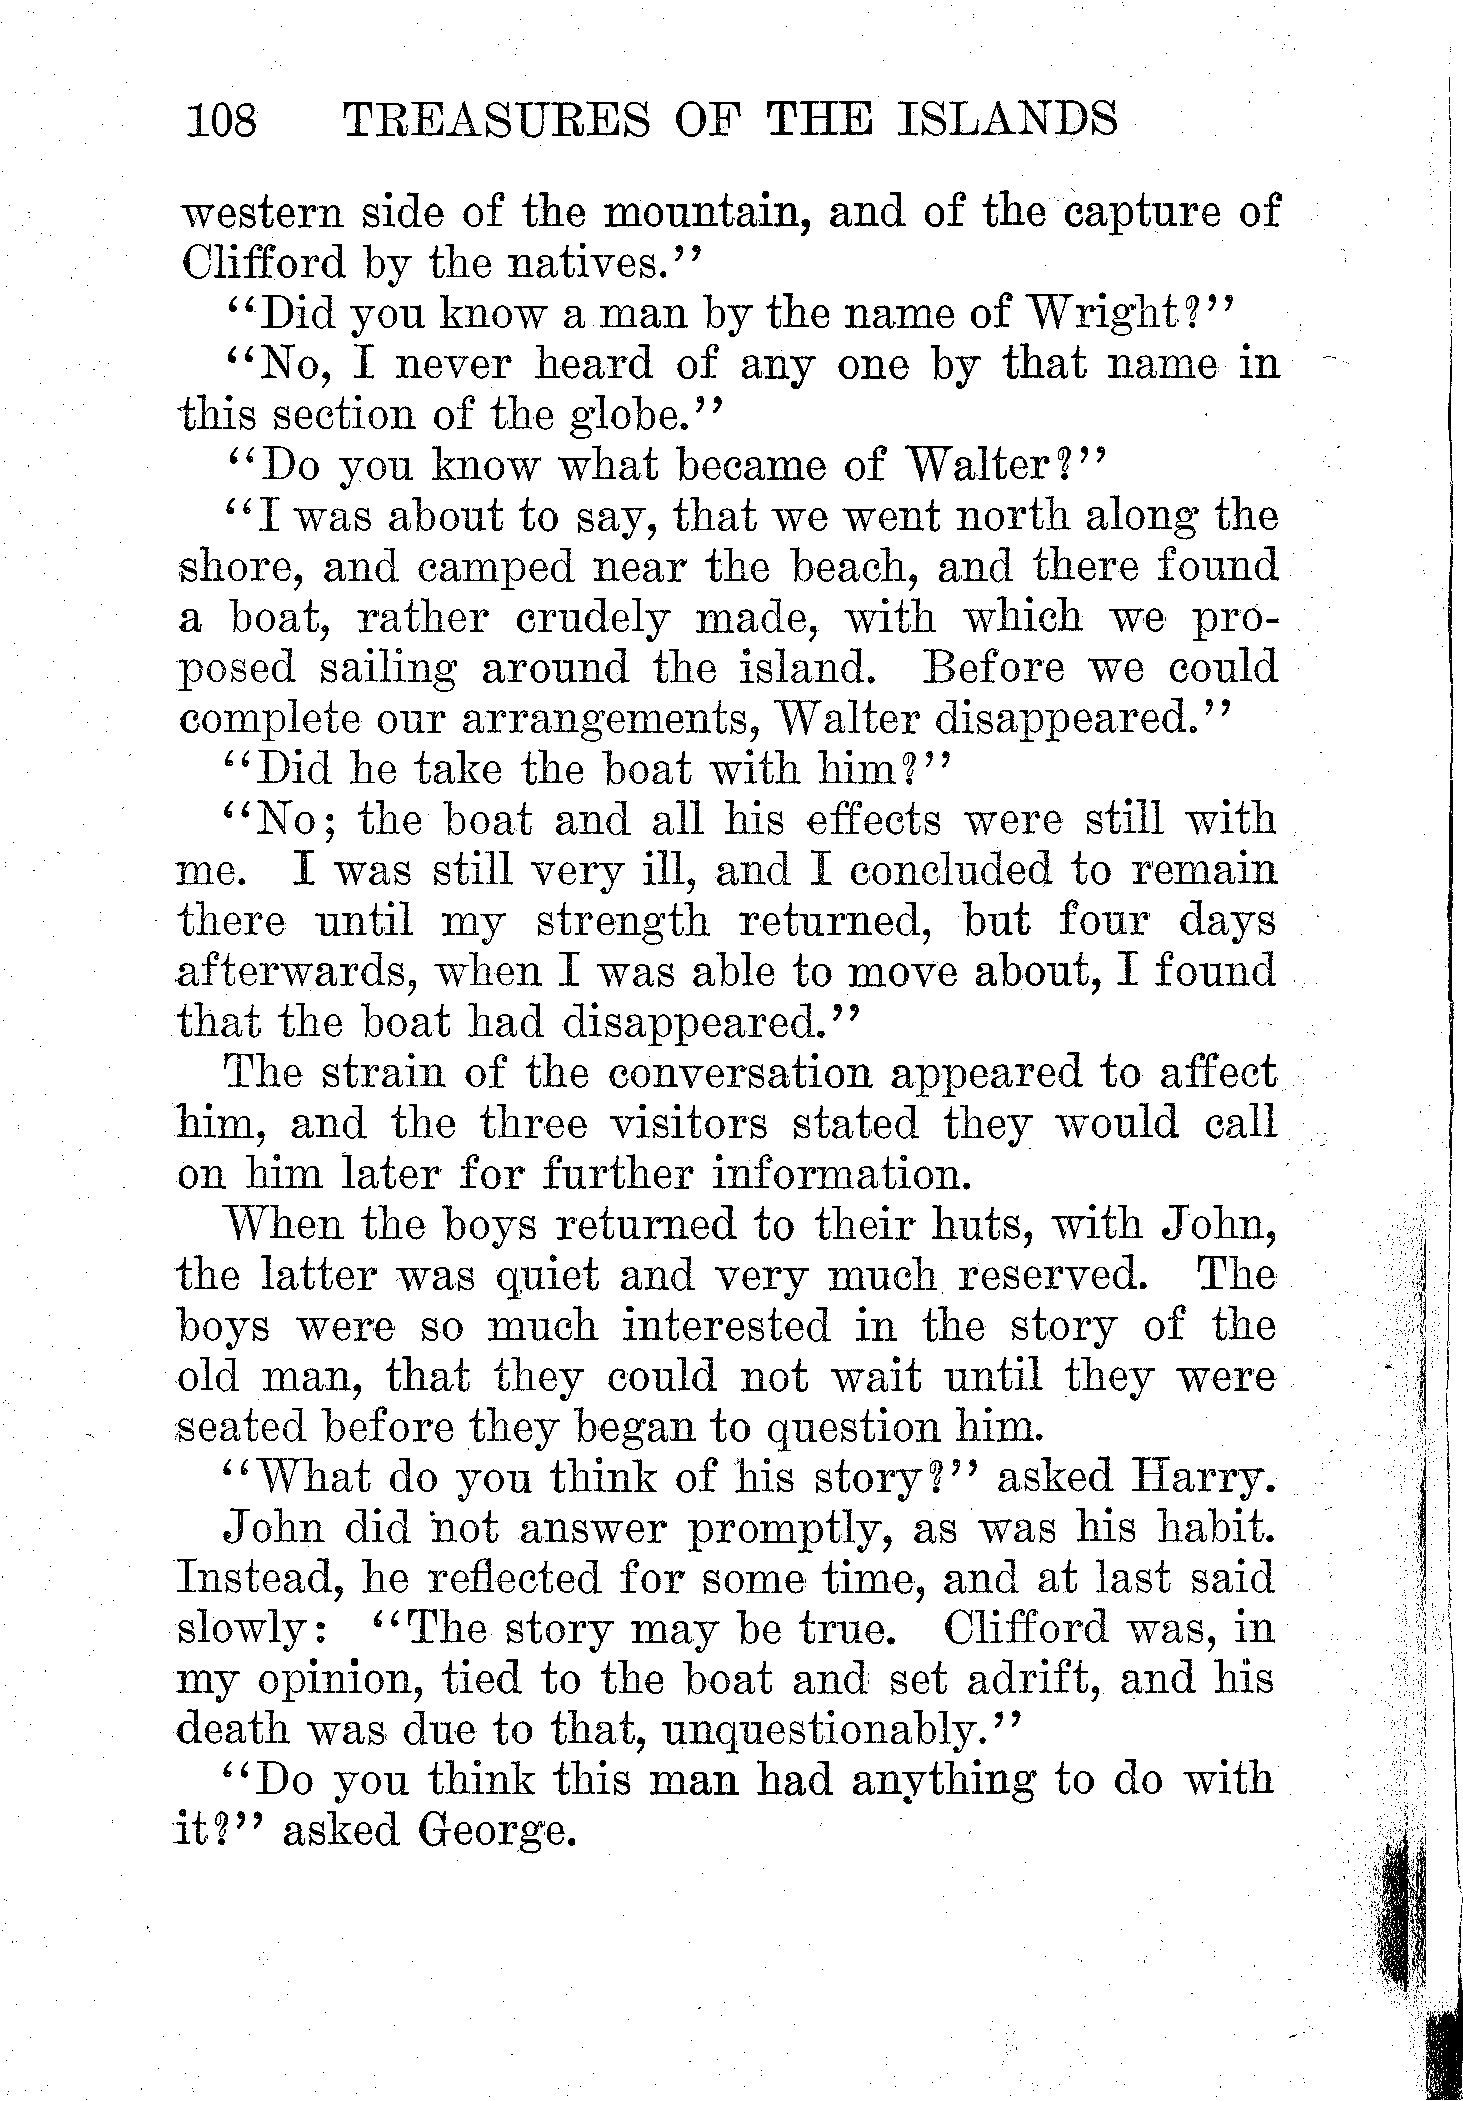 108 TREASURES OF THE ISLANDS
western side of the mountain, and of the capture of
Clifford by the natives."
"Did you know a man by the name of Wright?"
"No, I never heard of any one by that name in
this section of the globe."
"Do you know what became of Walter?"
"I was about to say, that we went north along the
shore, and camped near the beach, and there found
a boat, rather crudely made, with which we pro-
posed sailing around the island. Before we could
complete our arrangements, Walter disappeared."
"Did he take the boat with him?"
"No; the boat and all his effects were still with
me. I was still very ill, and I concluded to remain
there until my strength returned, but four days
afterwards, when I was able to move about, I found
that the boat had disappeared."
The strain of the conversation appeared to affect
him, and the three visitors stated they would call
on him later for further information.
When the boys returned to their huts, with John,
the latter was quiet and very much reserved. The
boys were so much interested in the story of the
old man, that they could not wait until they were
seated before they began to question him.
"What do you think of his story?" asked Harry.
John did not answer promptly, as was his habit.
Instead, he reflected for some time, and at last said
slowly: "The story may be true. Clifford was, in
my opinion, tied to the boat and set adrift, and his
death was due to that, unquestionably."
"Do you think this man had anything to do with
it?" asked George.